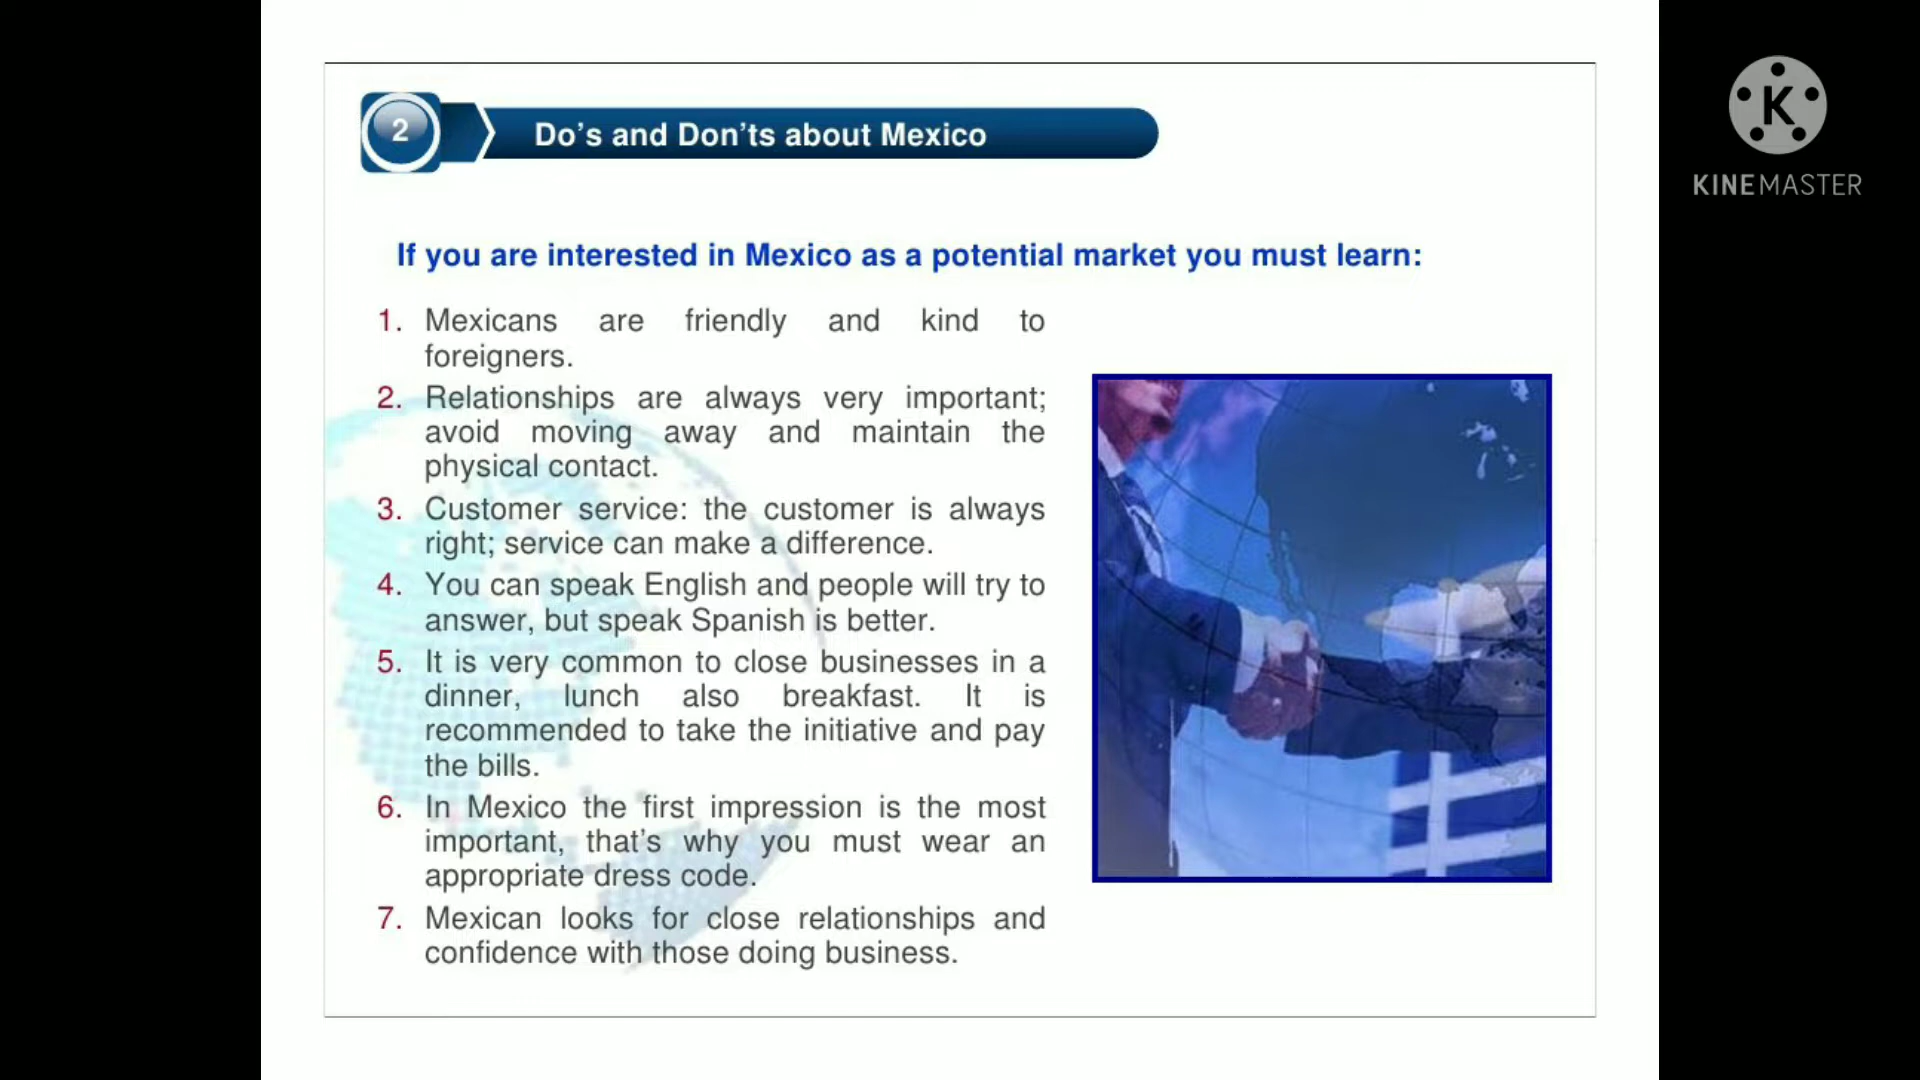 2
Do's and Don'ts about Mexico
KINEMASTER
If you are interested in Mexico as a potential market you must learn:
1. Mexicans are friendly and kind to
foreigners.
2. Relationships are always very important;
avoid moving away and maintain the
physical contact.
3. Customer service: the customer is always
right; service can make a difference.
4. You can speak English and people will try to
answer, but speak Spanish is better.
5. It is very common to close businesses in a
dinner, lunch also breakfast. It is
recommended to take the initiative and pay
the bills.
6. In Mexico the first impression is the most
important, that's why you must wear an
appropriate dress code.
7. Mexican looks for close relationships and
confidence with those doing business.